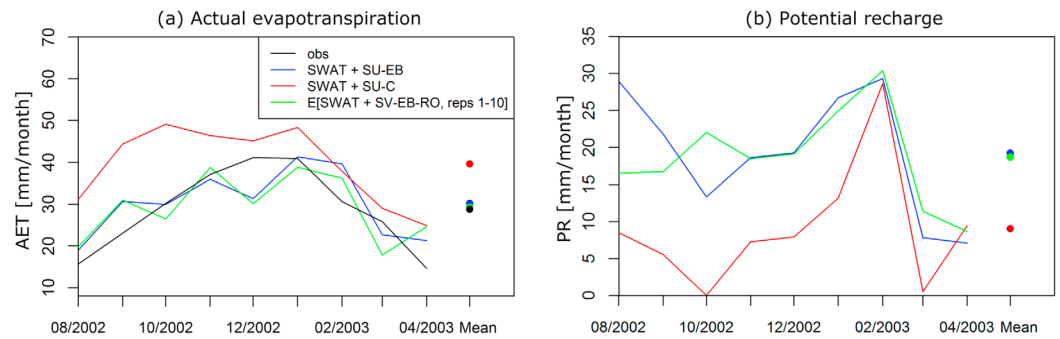 (a) Actual evapotranspiration
AET [mm/month]
70
60
50
40
30
20
10
obs
SWAT + SU-EB
SWAT + SU-C
E[SWAT + SV-EB-RO, reps 1-10]
08/2002 10/2002 12/2002 02/2003 04/2003 Mean
(b) Potential recharge
PR [mm/month]
35
30
25
20
15
10
5
0
08/2002 10/2002 12/2002 02/2003 04/2003 Mean